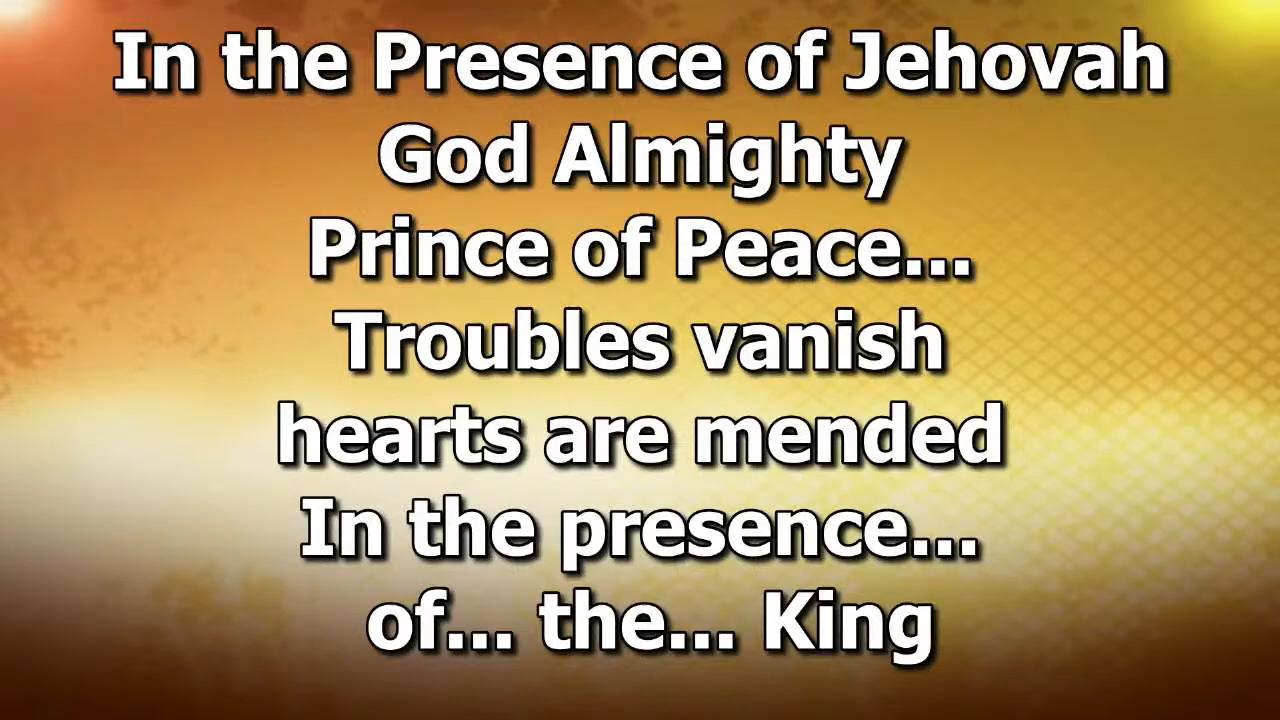 In the Presence of Jehovah
God Almighty
Prince of Peace...
Troubles vanish
hearts are mended
In the presence...
of... the... King